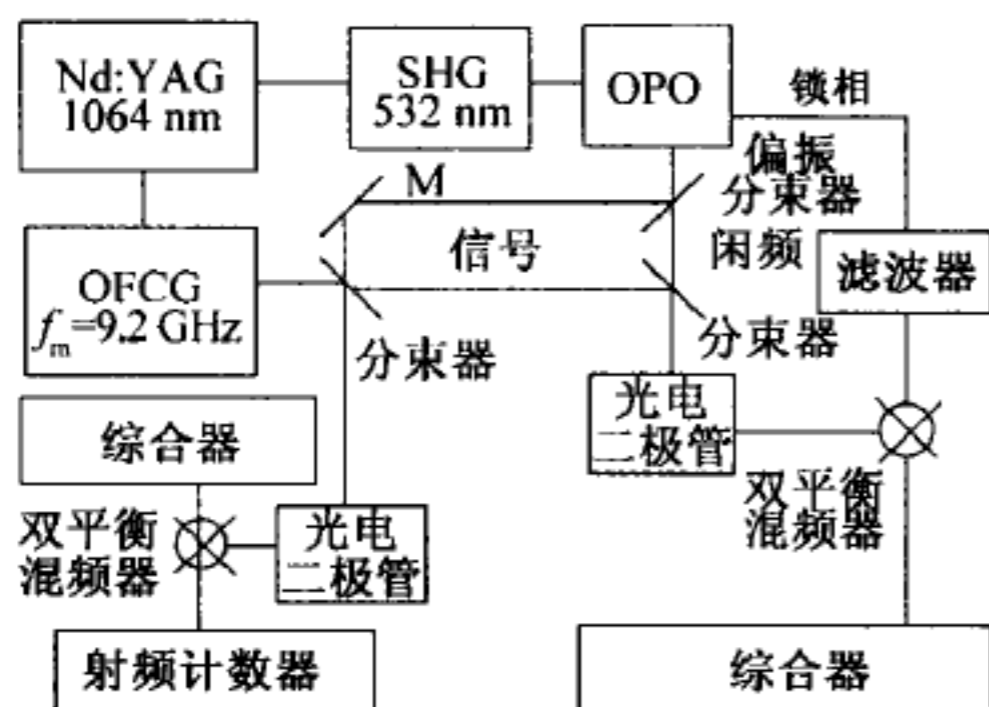 Nd:YAG
1064 nm
SHG
532 nm
OPO
锁相
偏振
分束器
M
信号
闲频
滤波器
OFCG
fm=9.2 GHz
分束器
分束器
综合器
光电
二极管
双平衡
混频器
双平衡
混频器
光电
二极管
射频计数器
综合器